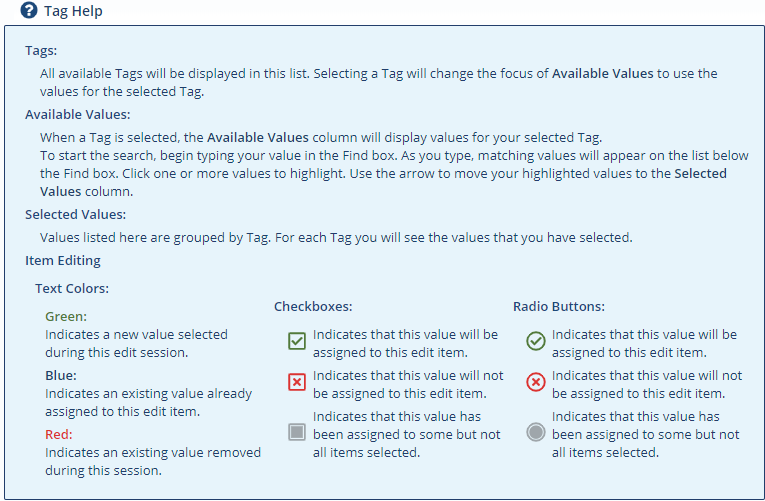 Tag Help
Tags:
All available Tags will be displayed in this list. Selecting a Tag will change the focus of Available Values to use the
values for the selected Tag.
Available Values:
When a Tag is selected, the Available Values column will display values for your selected Tag.
To start the search, begin typing your value in the Find box. As you type, matching values will appear on the list below
the Find box. Click one or more values to highlight. Use the arrow to move your highlighted values to the Selected
Values column.
Selected Values:
Values listed here are grouped by Tag. For each Tag you will see the values that you have selected.
Item Editing
Text Colors:
Green:
Indicates a new value selected
during this edit session.
Blue:
Indicates an existing value already
assigned to this edit item.
Red:
Indicates an existing value removed
during this session.
Checkboxes:
Indicates that this value will be
assigned to this edit item.
Indicates that this value will not
be assigned to this edit item.
Indicates that this value has
been assigned to some but not
all items selected.
Radio Buttons:
Indicates that this value will be
assigned to this edit item.
Indicates that this value will not
be assigned to this edit item.
Indicates that this value has
been assigned to some but not
all items selected.